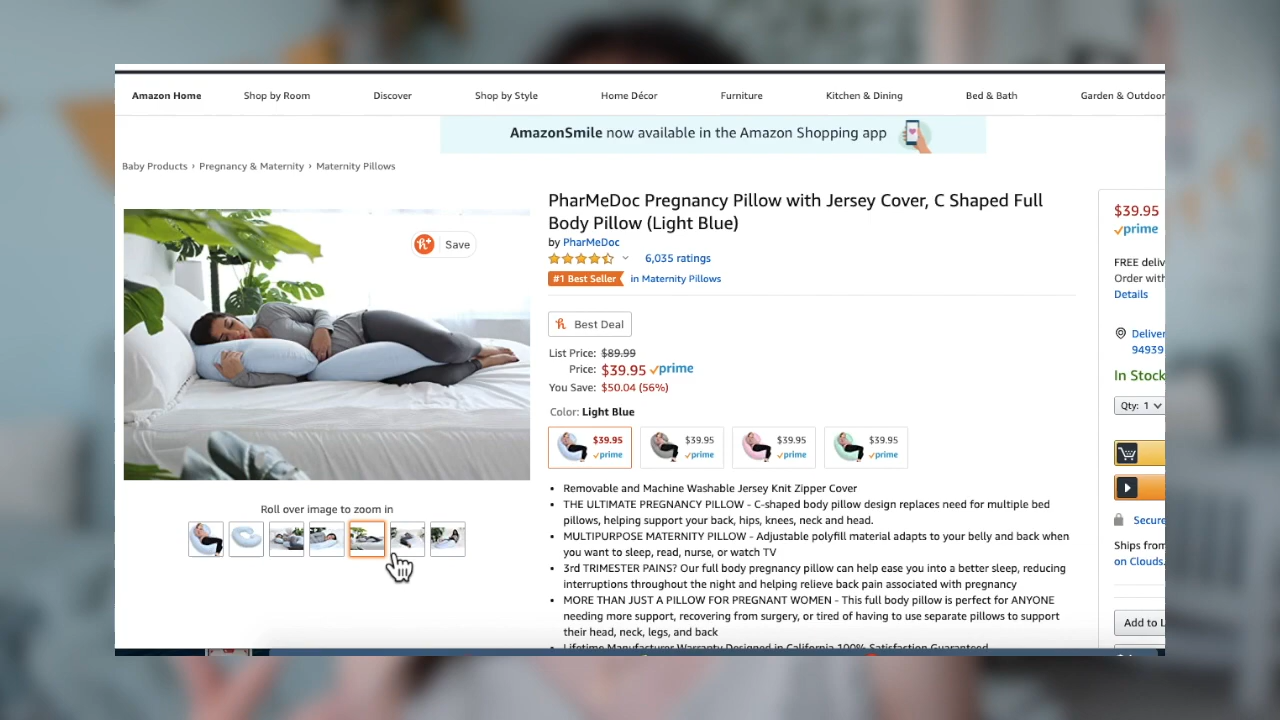 Amazon Home Shop by Room Discover Shop by Style Home Décor Furniture Kitchen & Dining Bed & Bath Garden & Outdoor
AmazonSmile now available in the Amazon Shopping app
Baby Products › Pregnancy & Maternity › Maternity Pillows
Save
Roll over image to zoom in
PharMeDoc Pregnancy Pillow with Jersey Cover, C Shaped Full
Body Pillow (Light Blue)
by PharMeDoc
6,035 ratings
#1 Best Seller in Maternity Pillows
Best Deal
List Price: $89.99
Price: $39.95 prime
You Save: $50.04 (56%)
Color: Light Blue
$39.95 $39.95 $39.95 $39.95
prime prime prime prime
• Removable and Machine Washable Jersey Knit Zipper Cover
• THE ULTIMATE PREGNANCY PILLOW - C-shaped body pillow design replaces need for multiple bed
pillows, helping support your back, hips, knees, neck and head.
• MULTIPURPOSE MATERNITY PILLOW - Adjustable polyfill material adapts to your belly and back when
you want to sleep, read, nurse, or watch TV
• 3rd TRIMESTER PAINS? Our full body pregnancy pillow can help ease you into a better sleep, reducing
interruptions throughout the night and helping relieve back pain associated with pregnancy
• MORE THAN JUST A PILLOW FOR PREGNANT WOMEN - This full body pillow is perfect for ANYONE
needing more support, recovering from surgery, or tired of having to use separate pillows to support
their head, neck, legs, and back
• Lifetime Manufacturer Warranty Designed in California 100% Satisfaction Guaranteed
$39.95
prime
FREE deliv
Order with
Details
Deliver
94939
In Stock
Qty: 1
Secure
Ships from
on Clouds.
Add to L